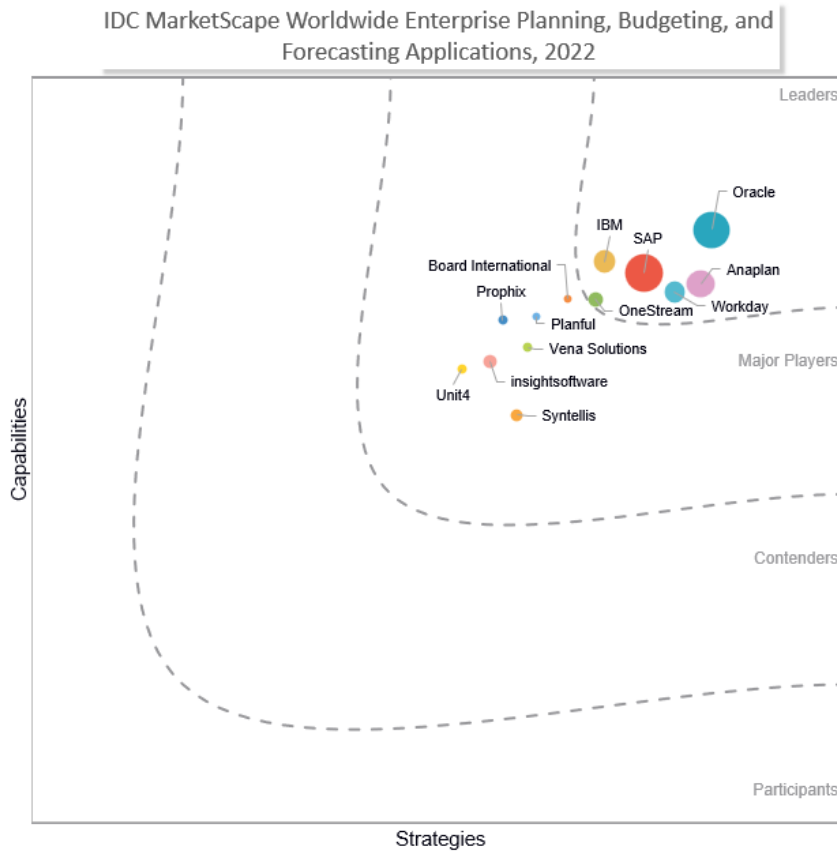 IDC MarketScape Worldwide Enterprise Planning, Budgeting, and
Forecasting Applications, 2022
Leaders
Oracle
IBM
SAP
Board International
Anaplan
Prophix
OneStream
Workday
Planful
Vena Solutions
Major Players
insightsoftware
Unit4
Syntellis
Capabilities
Contenders
Participants
Strategies